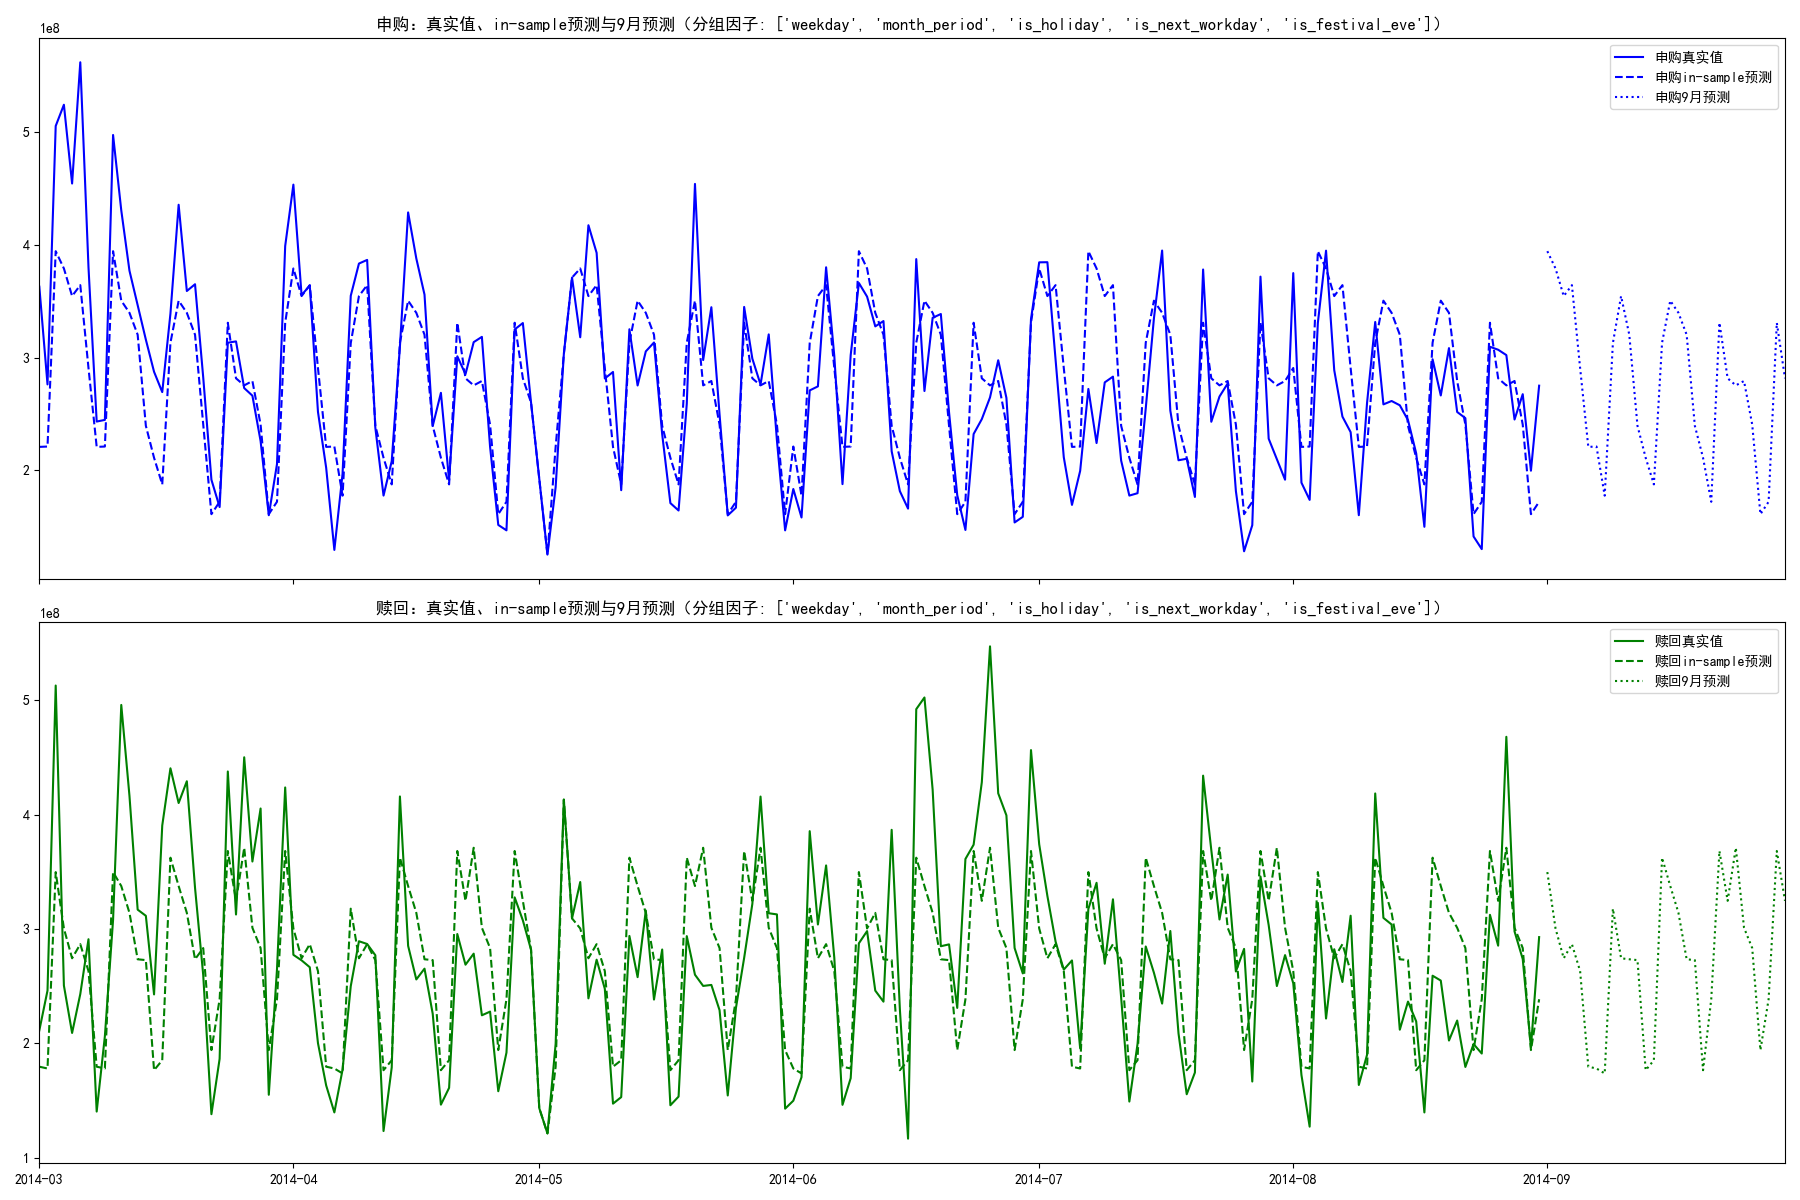 申购：真实值、in-sample预测与9月预测（分组因子: ['weekday', 'month_period', 'is_holiday', 'is_next_workday', 'is_festival_eve']）
1e8
申购真实值
申购in-sample预测
申购9月预测
5
4
3
2
赎回：真实值、in-sample预测与9月预测（分组因子: ['weekday', 'month_period', 'is_holiday', 'is_next_workday', 'is_festival_eve']）
1e8
赎回真实值
赎回in-sample预测
赎回9月预测
5
4
3
2
1
2014-03 2014-04 2014-05 2014-06 2014-07 2014-08 2014-09